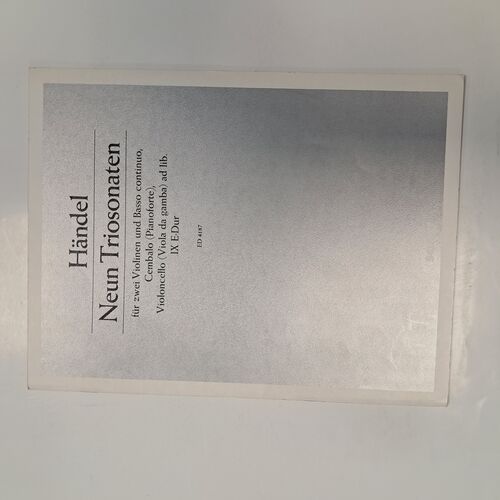 Händel
Neun Triosonaten
für zwei Violinen und Basso continuo,
Cembalo (Pianoforte),
Violoncello (Viola da gamba) ad lib.
IX E-Dur
ED 4187